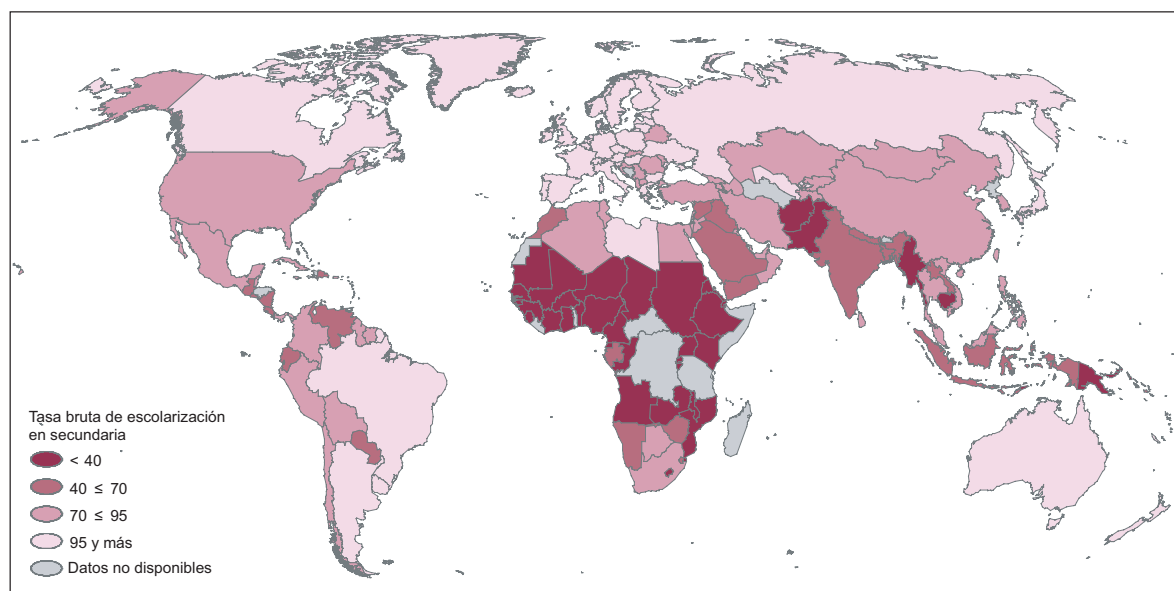 Tasa bruta de escolarización
en secundaria
< 40
40 ≤ 70
70 ≤ 95
95 y más
Datos no disponibles